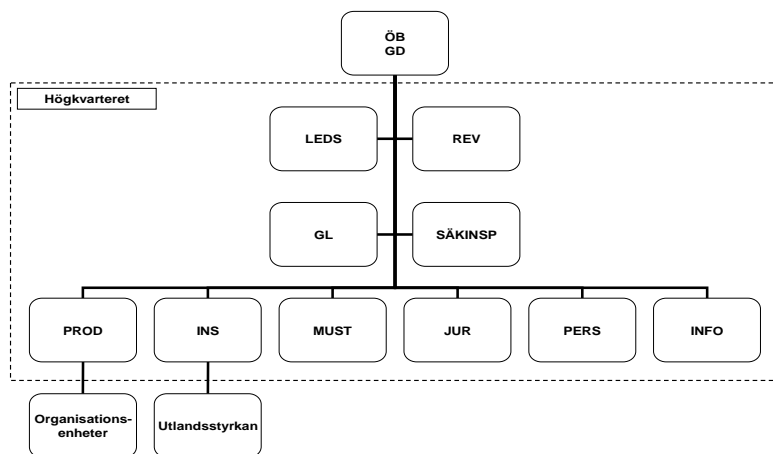 ÖB
GD
Högkvarteret
LEDS
REV
GL
SÄKINSP
PROD
INS
MUST
JUR
PERS
INFO
Organisations-
enheter
Utlandsstyrkan